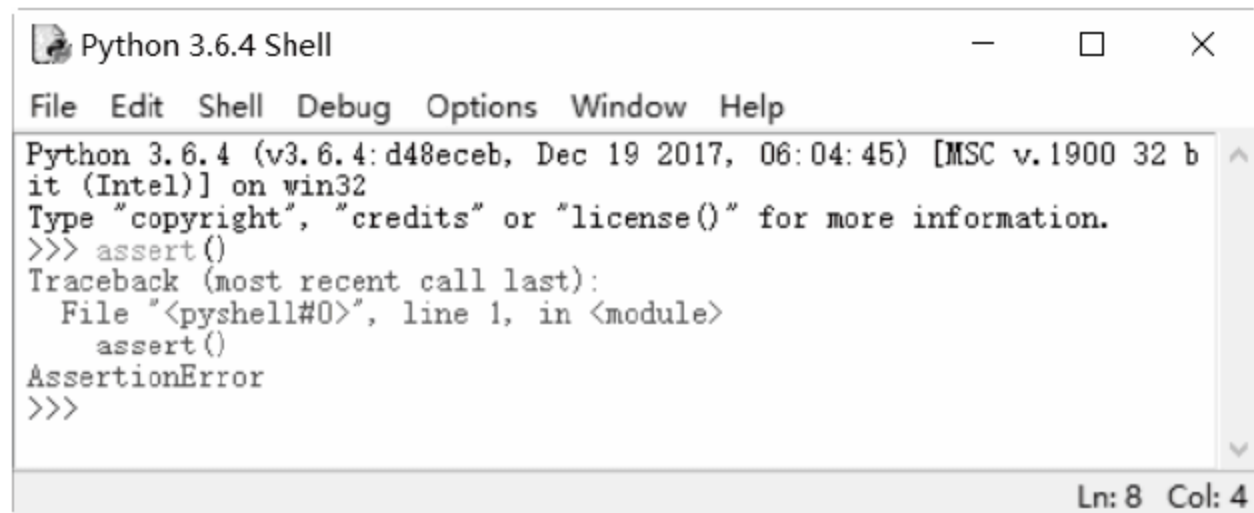 Python 3.6.4 Shell
File Edit Shell Debug Options Window Help
Python 3.6.4 (v3.6.4:d48eceb, Dec 19 2017, 06:04:45) [MSC v.1900 32 b
it (Intel)] on win32
Type "copyright", "credits" or "license()" for more information.
>>> assert()
Traceback (most recent call last):
  File "<pyshell#0>", line 1, in <module>
    assert()
AssertionError
>>>
Ln: 8 Col: 4